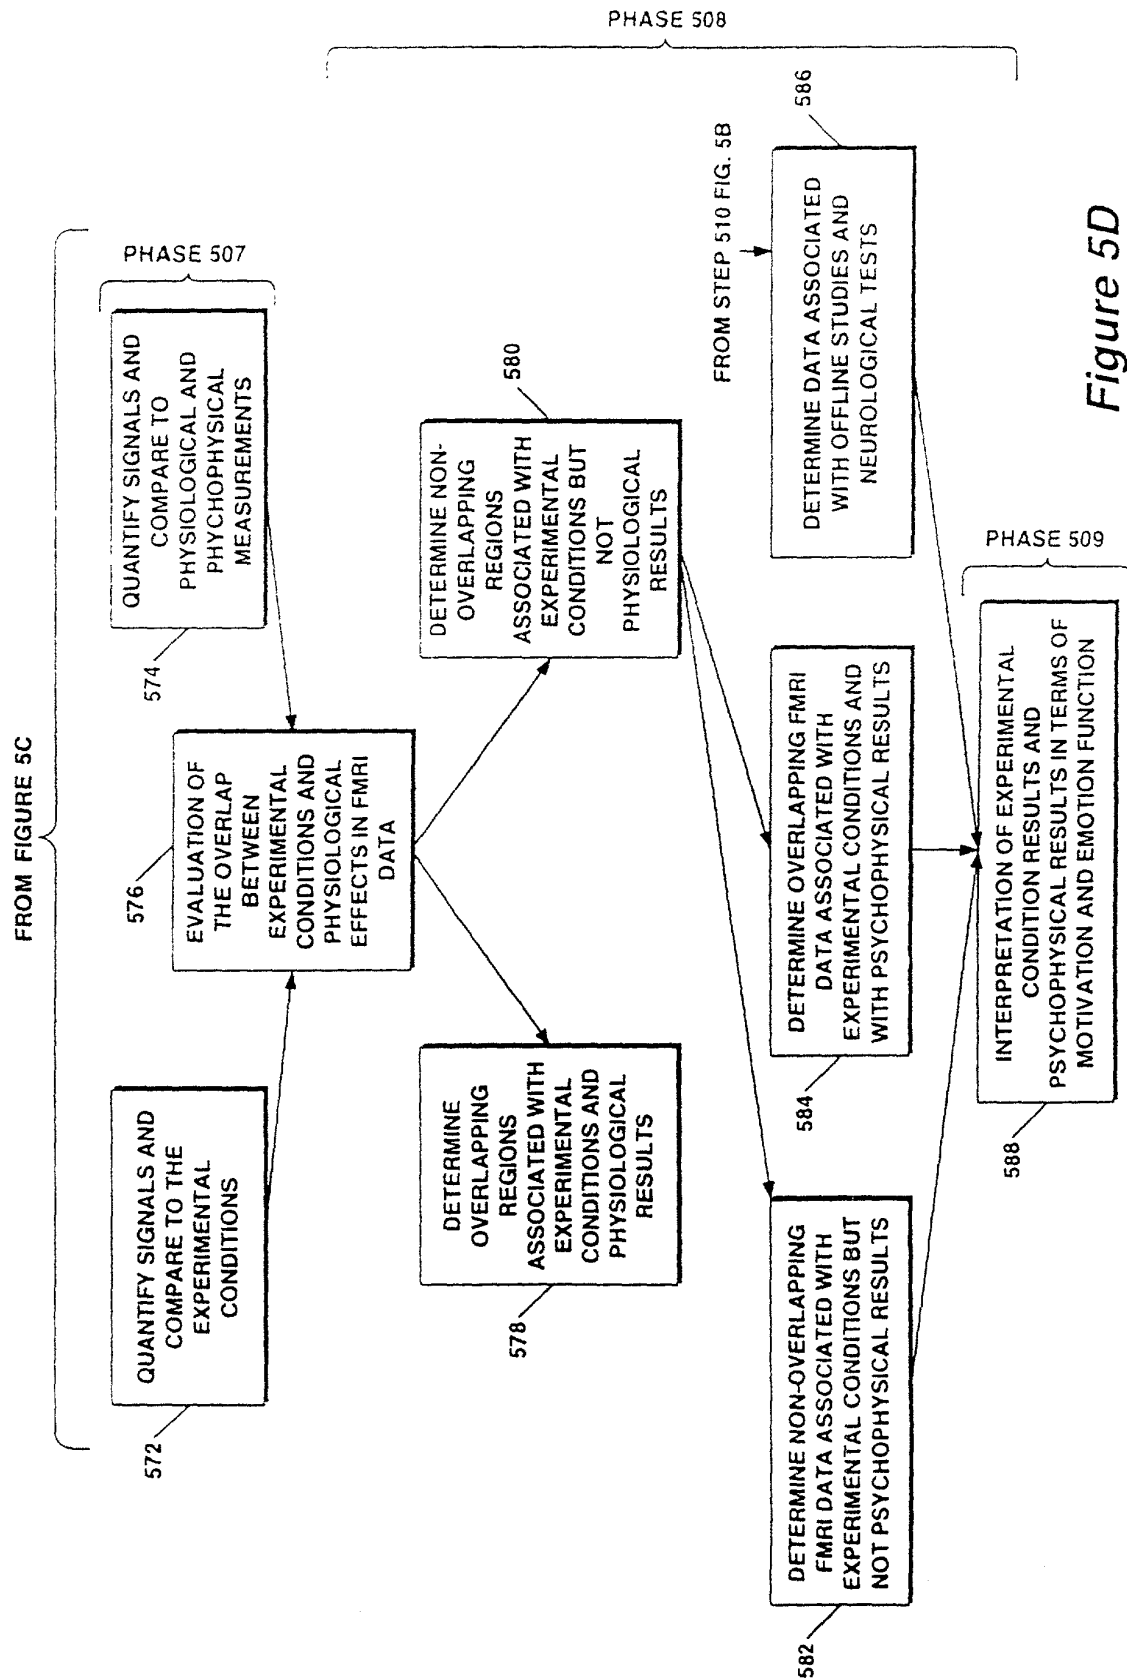 FROM FIGURE 5C
PHASE 507
572
QUANTIFY SIGNALS AND
COMPARE TO THE
EXPERIMENTAL
CONDITIONS
574
QUANTIFY SIGNALS AND
COMPARE TO
PHYSIOLOGICAL AND
PHYCHOPHYSICAL
MEASUREMENTS
576
EVALUATION OF
THE OVERLAP
BETWEEN
EXPERIMENTAL
CONDITIONS AND
PHYSIOLOGICAL
EFFECTS IN FMRI
DATA
PHASE 508
578
DETERMINE
OVERLAPPING
REGIONS
ASSOCIATED WITH
EXPERIMENTAL
CONDITIONS AND
PHYSIOLOGICAL
RESULTS
580
DETERMINE NON-
OVERLAPPING
REGIONS
ASSOCIATED WITH
EXPERIMENTAL
CONDITIONS BUT
NOT
PHYSIOLOGICAL
RESULTS
FROM STEP 510 FIG. 5B
582
DETERMINE NON-OVERLAPPING
FMRI DATA ASSOCIATED WITH
EXPERIMENTAL CONDITIONS BUT
NOT PSYCHOPHYSICAL RESULTS
584
DETERMINE OVERLAPPING FMRI
DATA ASSOCIATED WITH
EXPERIMENTAL CONDITIONS AND
WITH PSYCHOPHYSICAL RESULTS
586
DETERMINE DATA ASSOCIATED
WITH OFFLINE STUDIES AND
NEUROLOGICAL TESTS
PHASE 509
588
INTERPRETATION OF EXPERIMENTAL
CONDITION RESULTS AND
PSYCHOPHYSICAL RESULTS IN TERMS OF
MOTIVATION AND EMOTION FUNCTION
Figure 5D